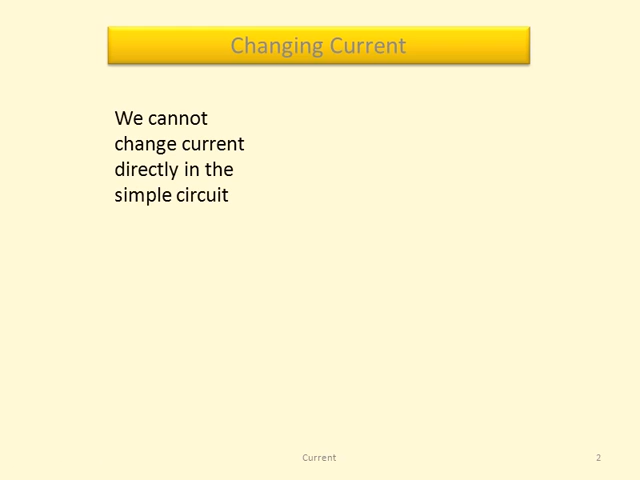 Changing Current
We cannot
change current
directly in the
simple circuit
Current
2